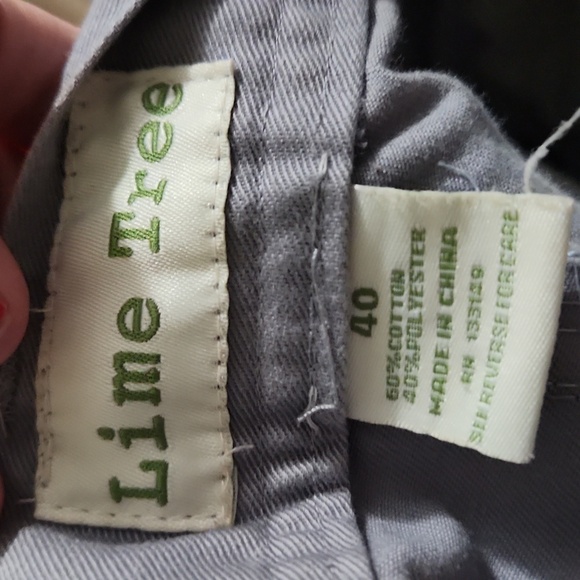 Lime Tree
40
60%COTTON
40%POLYESTER
MADE IN CHINA
RN 135149
SEE REVERSE FOR CARE